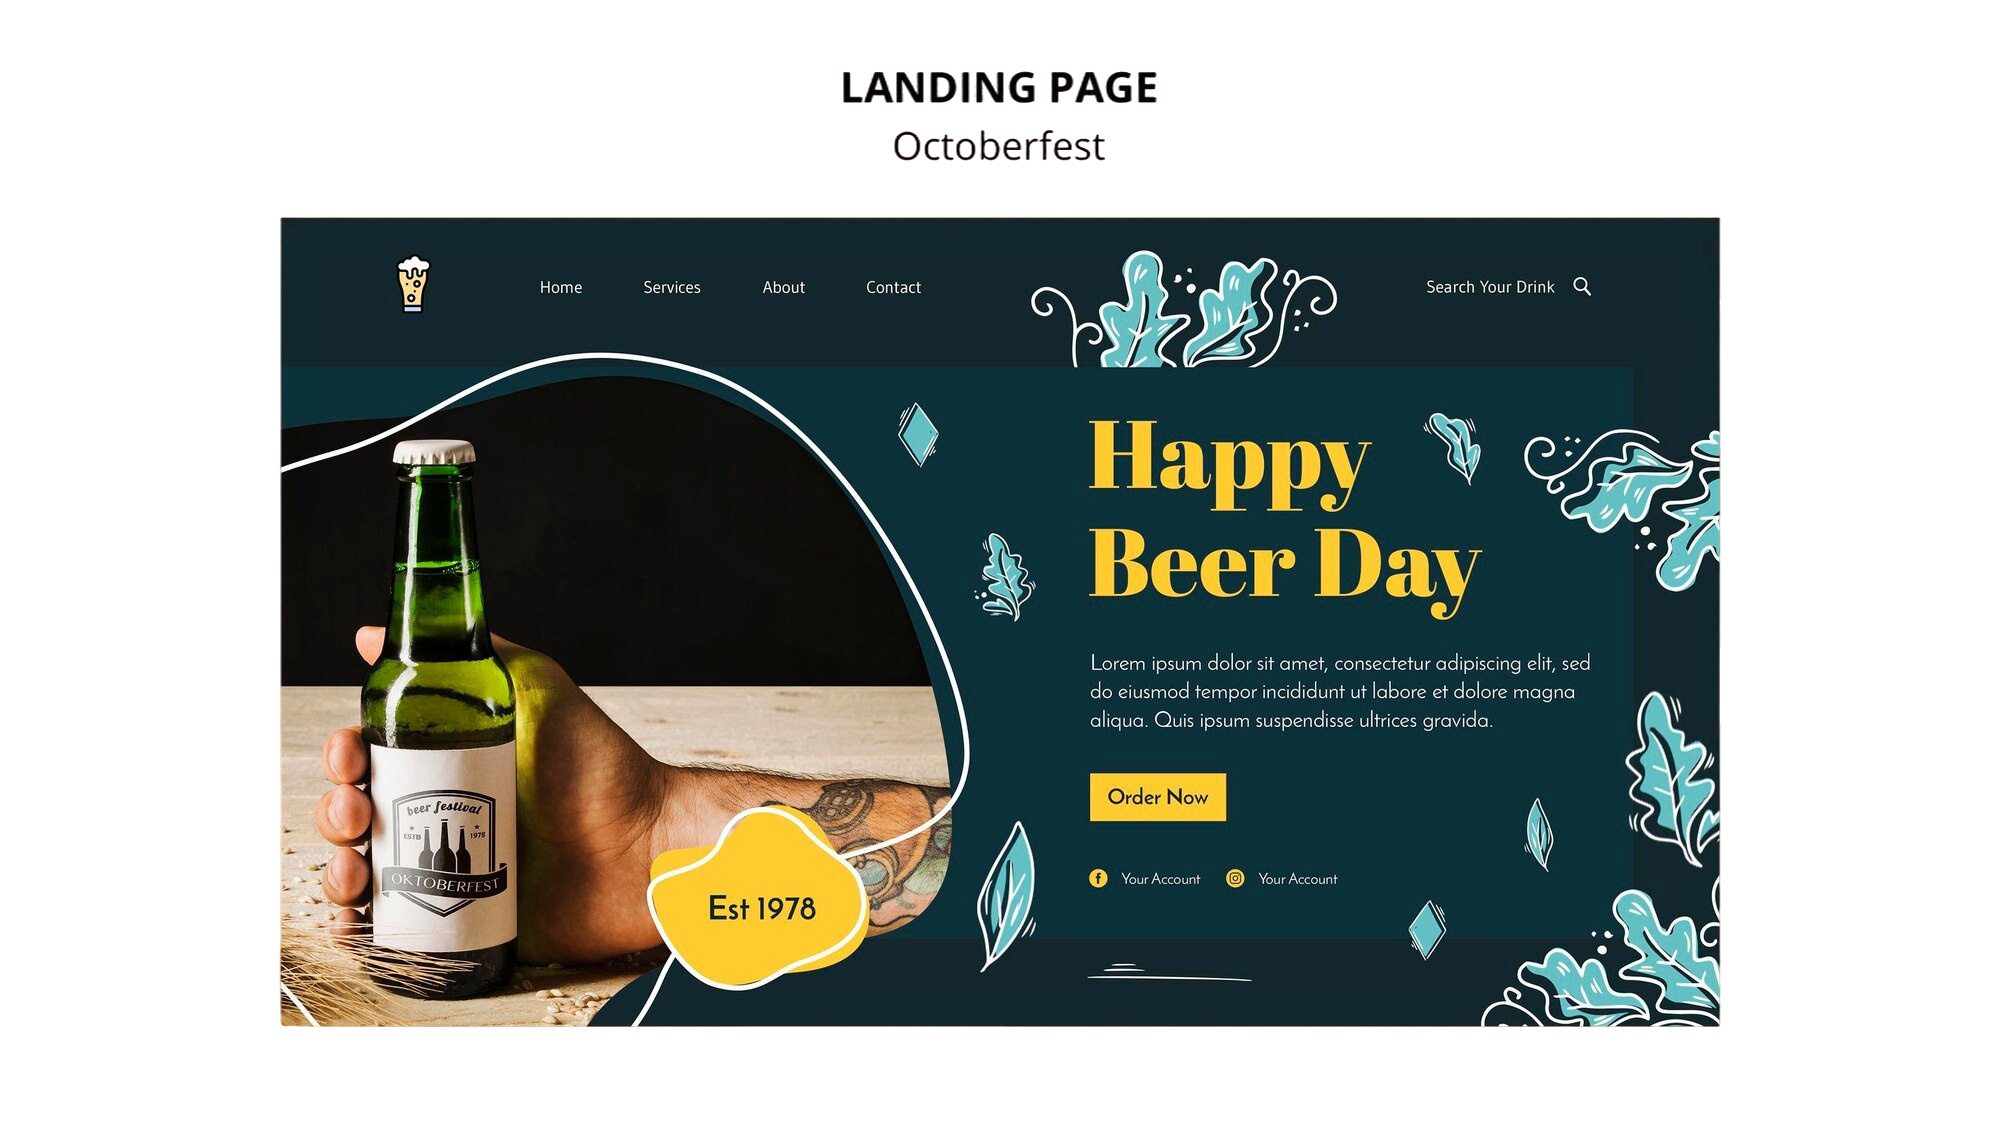 LANDING PAGE
Octoberfest
Home Services About Contact Search Your Drink
Happy
Beer Day
Lorem ipsum dolor sit amet, consectetur adipiscing elit, sed
do eiusmod tempor incididunt ut labore et dolore magna
aliqua. Quis ipsum suspendisse ultrices gravida.
Order Now
Your Account Your Account
Est 1978
beer festival
ESTB 1978
OKTOBERFEST